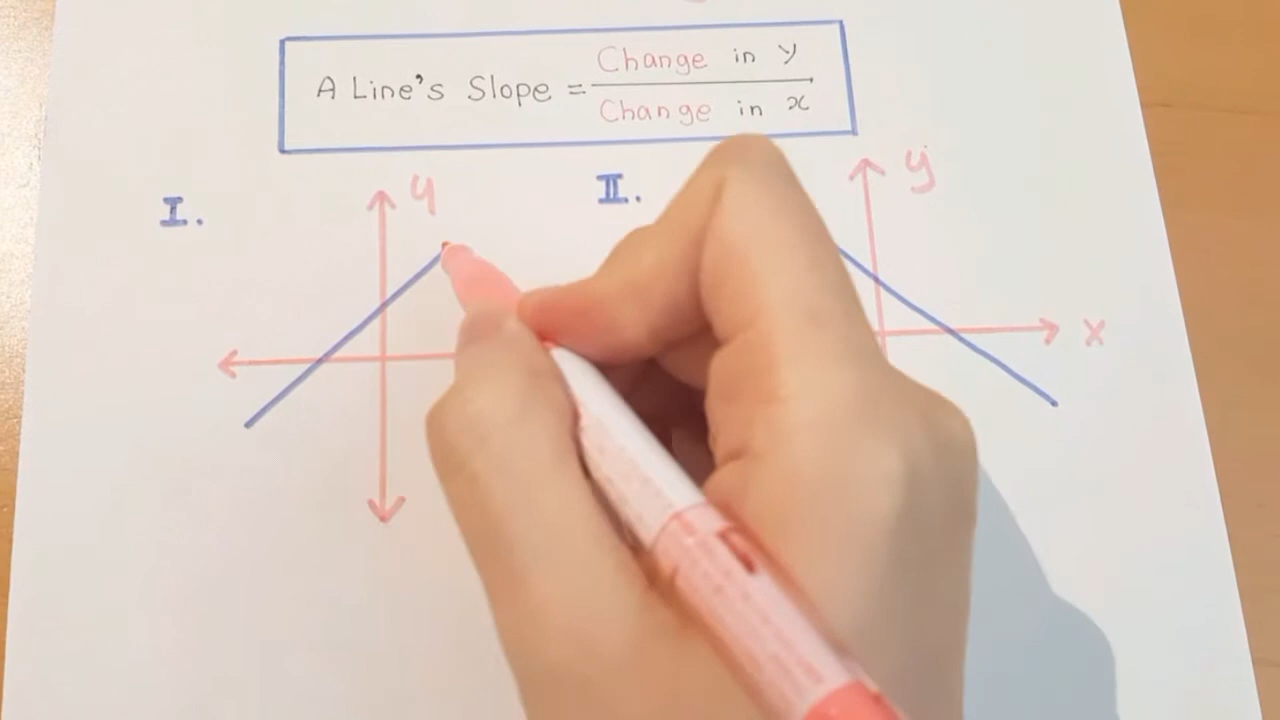 A Line's Slope = Change in y
Change in x
I.
y
II.
y
x